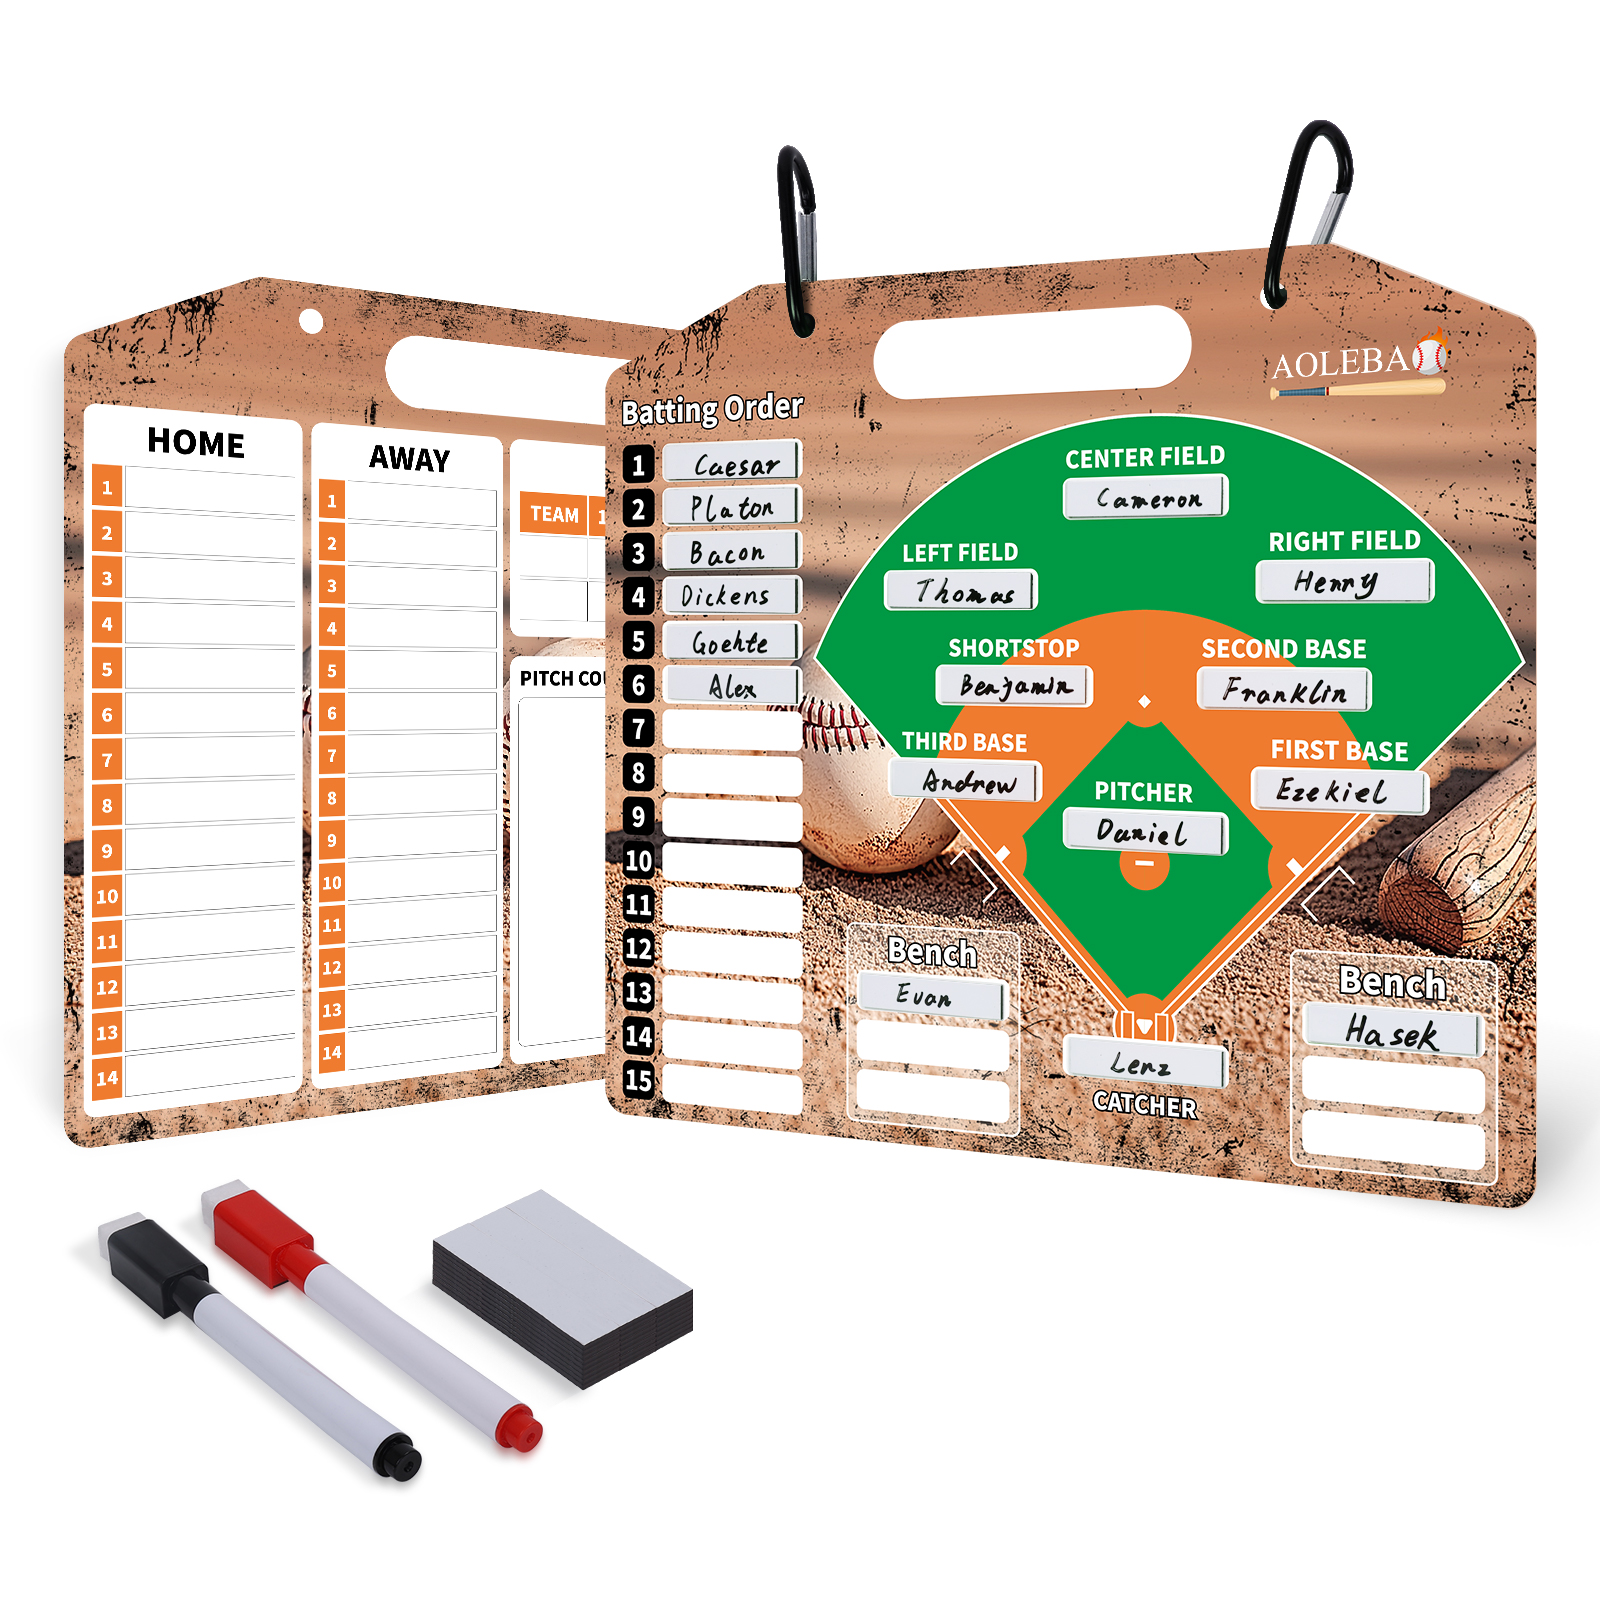 HOME
1
2
3
4
5
6
7
8
9
10
11
12
13
14
AWAY
1
2
3
4
5
6
7
8
9
10
11
12
13
14
TEAM 1
PITCH COU
AOLEBAO
Batting Order
1 Caesar
2 Platon
3 Bacon
4 Dickens
5 Goehte
6 Alex
7
8
9
10
11
12
13
14
15
CENTER FIELD
Cameron
LEFT FIELD
Thomas
RIGHT FIELD
Henry
SHORTSTOP
Benjamin
SECOND BASE
Franklin
THIRD BASE
Andrew
FIRST BASE
Ezekiel
PITCHER
Daniel
Bench
Evan
Lenz
CATCHER
Bench
Hasek